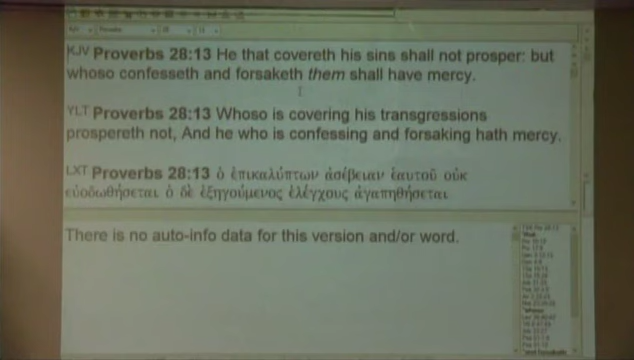 KJV Proverbs 28:13 He that covereth his sins shall not prosper: but
whoso confesseth and forsaketh them shall have mercy.
YLT Proverbs 28:13 Whoso is covering his transgressions
prospereth not, And he who is confessing and forsaking hath mercy.
LXT Proverbs 28:13 ὁ ἐπικαλύπτων ἀσέβειαν ἑαυτοῦ οὐκ
εὐοδωθήσεται ὁ δὲ ἐξηγούμενος ἐλέγχους ἀγαπηθήσεται
There is no auto-info data for this version and/or word.